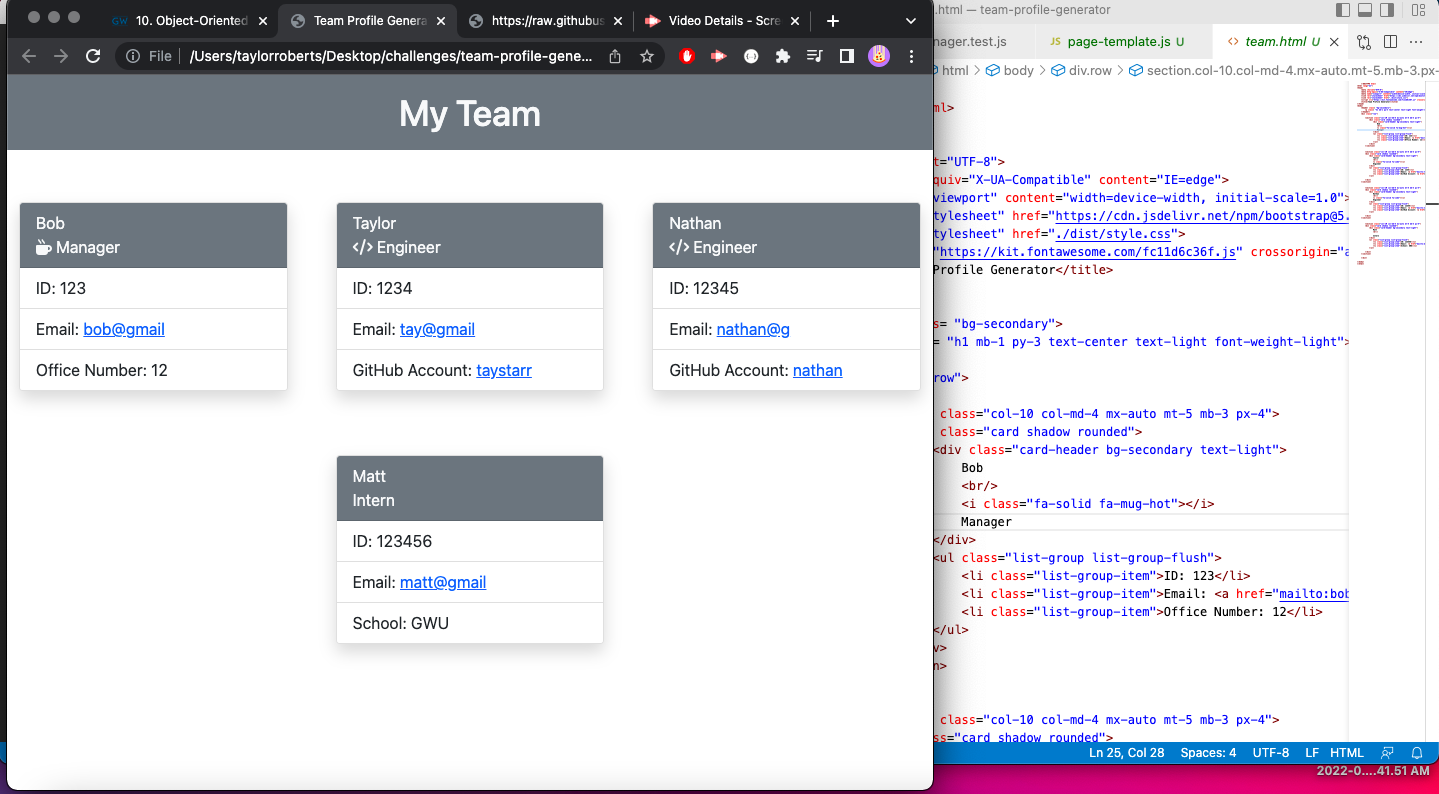 10. Object-Oriented
Team Profile Genera
https://raw.githubus
Video Details - Scre
File
/Users/taylorroberts/Desktop/challenges/team-profile-gene...
My Team
Bob
Manager
ID: 123
Email: bob@gmail
Office Number: 12
Taylor
</> Engineer
ID: 1234
Email: tay@gmail
GitHub Account: taystarr
Nathan
</> Engineer
ID: 12345
Email: nathan@g
GitHub Account: nathan
Matt
Intern
ID: 123456
Email: matt@gmail
School: GWU
.html — team-profile-generator
nager.test.js
JS page-template.js U
<> team.html U
html > body > div.row > section.col-10.col-md-4.mx-auto.mt-5.mb-3.px-
ml>
t="UTF-8">
quiv="X-UA-Compatible" content="IE=edge">
viewport" content="width=device-width, initial-scale=1.0">
tylesheet" href="https://cdn.jsdelivr.net/npm/bootstrap@5.
tylesheet" href="./dist/style.css">
"https://kit.fontawesome.com/fc11d6c36f.js" crossorigin="a
Profile Generator</title>
s= "bg-secondary">
= "h1 mb-1 py-3 text-center text-light font-weight-light">
row">
class="col-10 col-md-4 mx-auto mt-5 mb-3 px-4">
class="card shadow rounded">
<div class="card-header bg-secondary text-light">
Bob
<br/>
<i class="fa-solid fa-mug-hot"></i>
Manager
</div>
<ul class="list-group list-group-flush">
<li class="list-group-item">ID: 123</li>
<li class="list-group-item">Email: <a href="mailto:bob
<li class="list-group-item">Office Number: 12</li>
</ul>
v>
n>
class="col-10 col-md-4 mx-auto mt-5 mb-3 px-4">
ss="card shadow rounded">
Ln 25, Col 28
Spaces: 4
UTF-8
LF
HTML
2022-0....41.51 AM